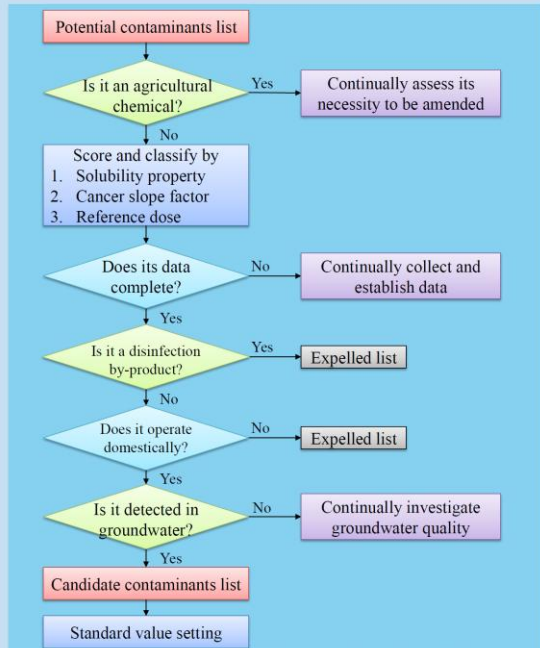 Potential contaminants list
Is it an agricultural
chemical?
Yes
Continually assess its
necessity to be amended
No
Score and classify by
1. Solubility property
2. Cancer slope factor
3. Reference dose
Does its data
complete?
No
Continually collect and
establish data
Yes
Is it a disinfection
by-product?
Yes
Expelled list
No
Does it operate
domestically?
No
Expelled list
Yes
Is it detected in
groundwater?
No
Continually investigate
groundwater quality
Yes
Candidate contaminants list
Standard value setting